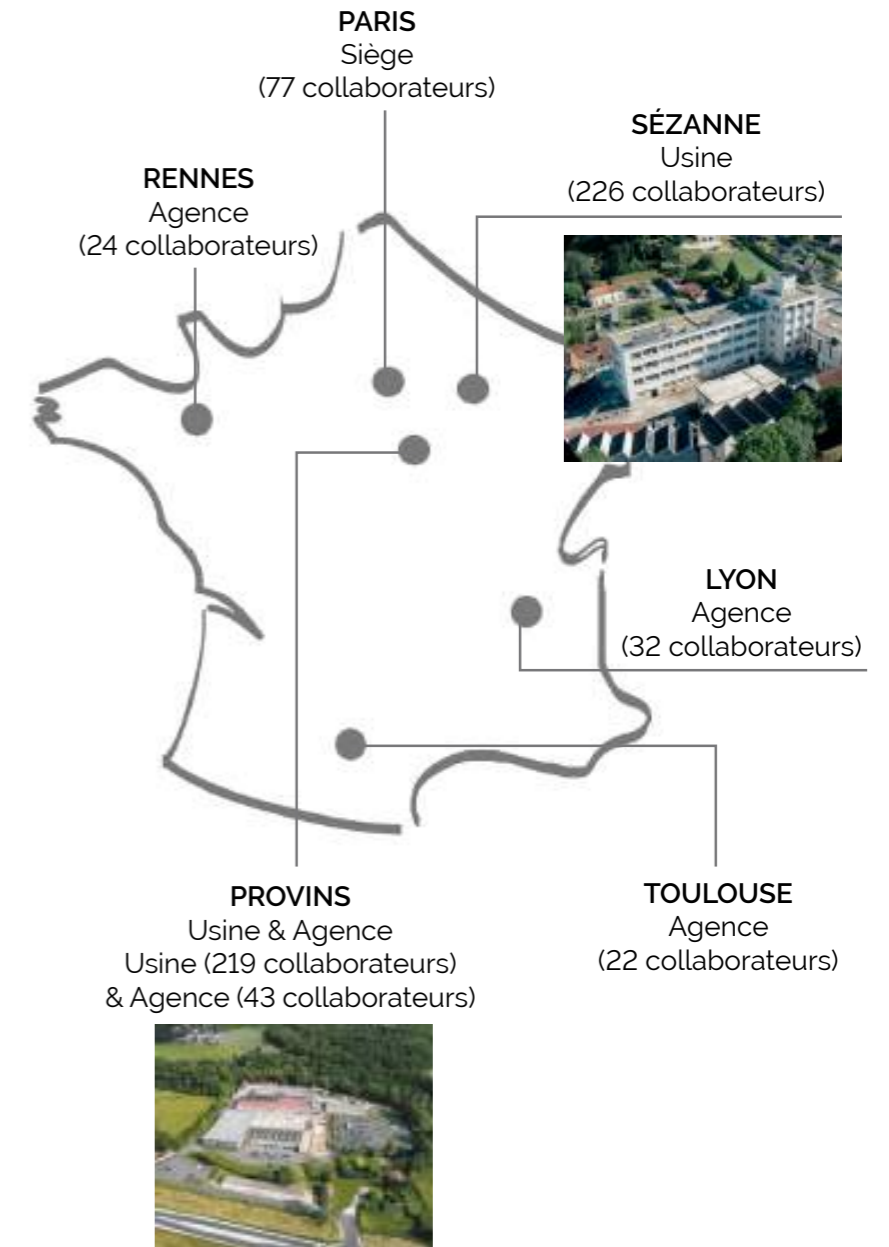 PARIS
Siège
(77 collaborateurs)
SÉZANNE
Usine
(226 collaborateurs)
RENNES
Agence
(24 collaborateurs)
LYON
Agence
(32 collaborateurs)
PROVINS
Usine & Agence
Usine (219 collaborateurs)
& Agence (43 collaborateurs)
TOULOUSE
Agence
(22 collaborateurs)